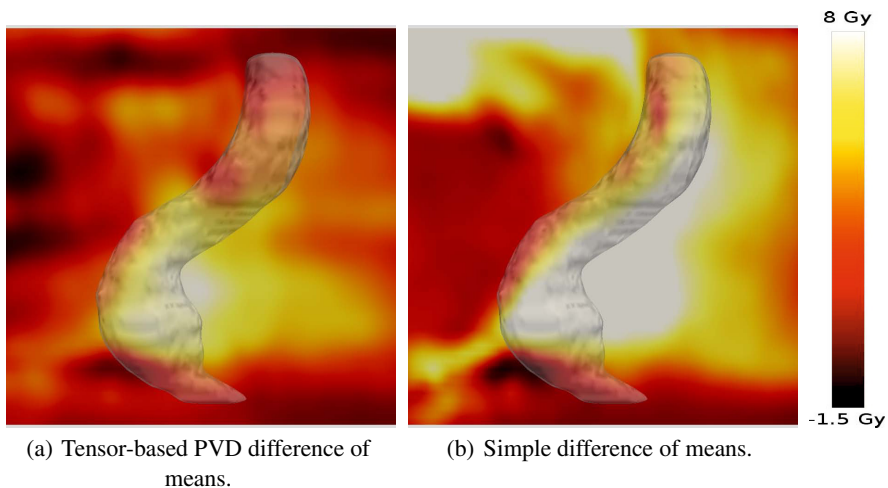 8 Gy
-1.5 Gy
(a) Tensor-based PVD difference of
means.
(b) Simple difference of means.